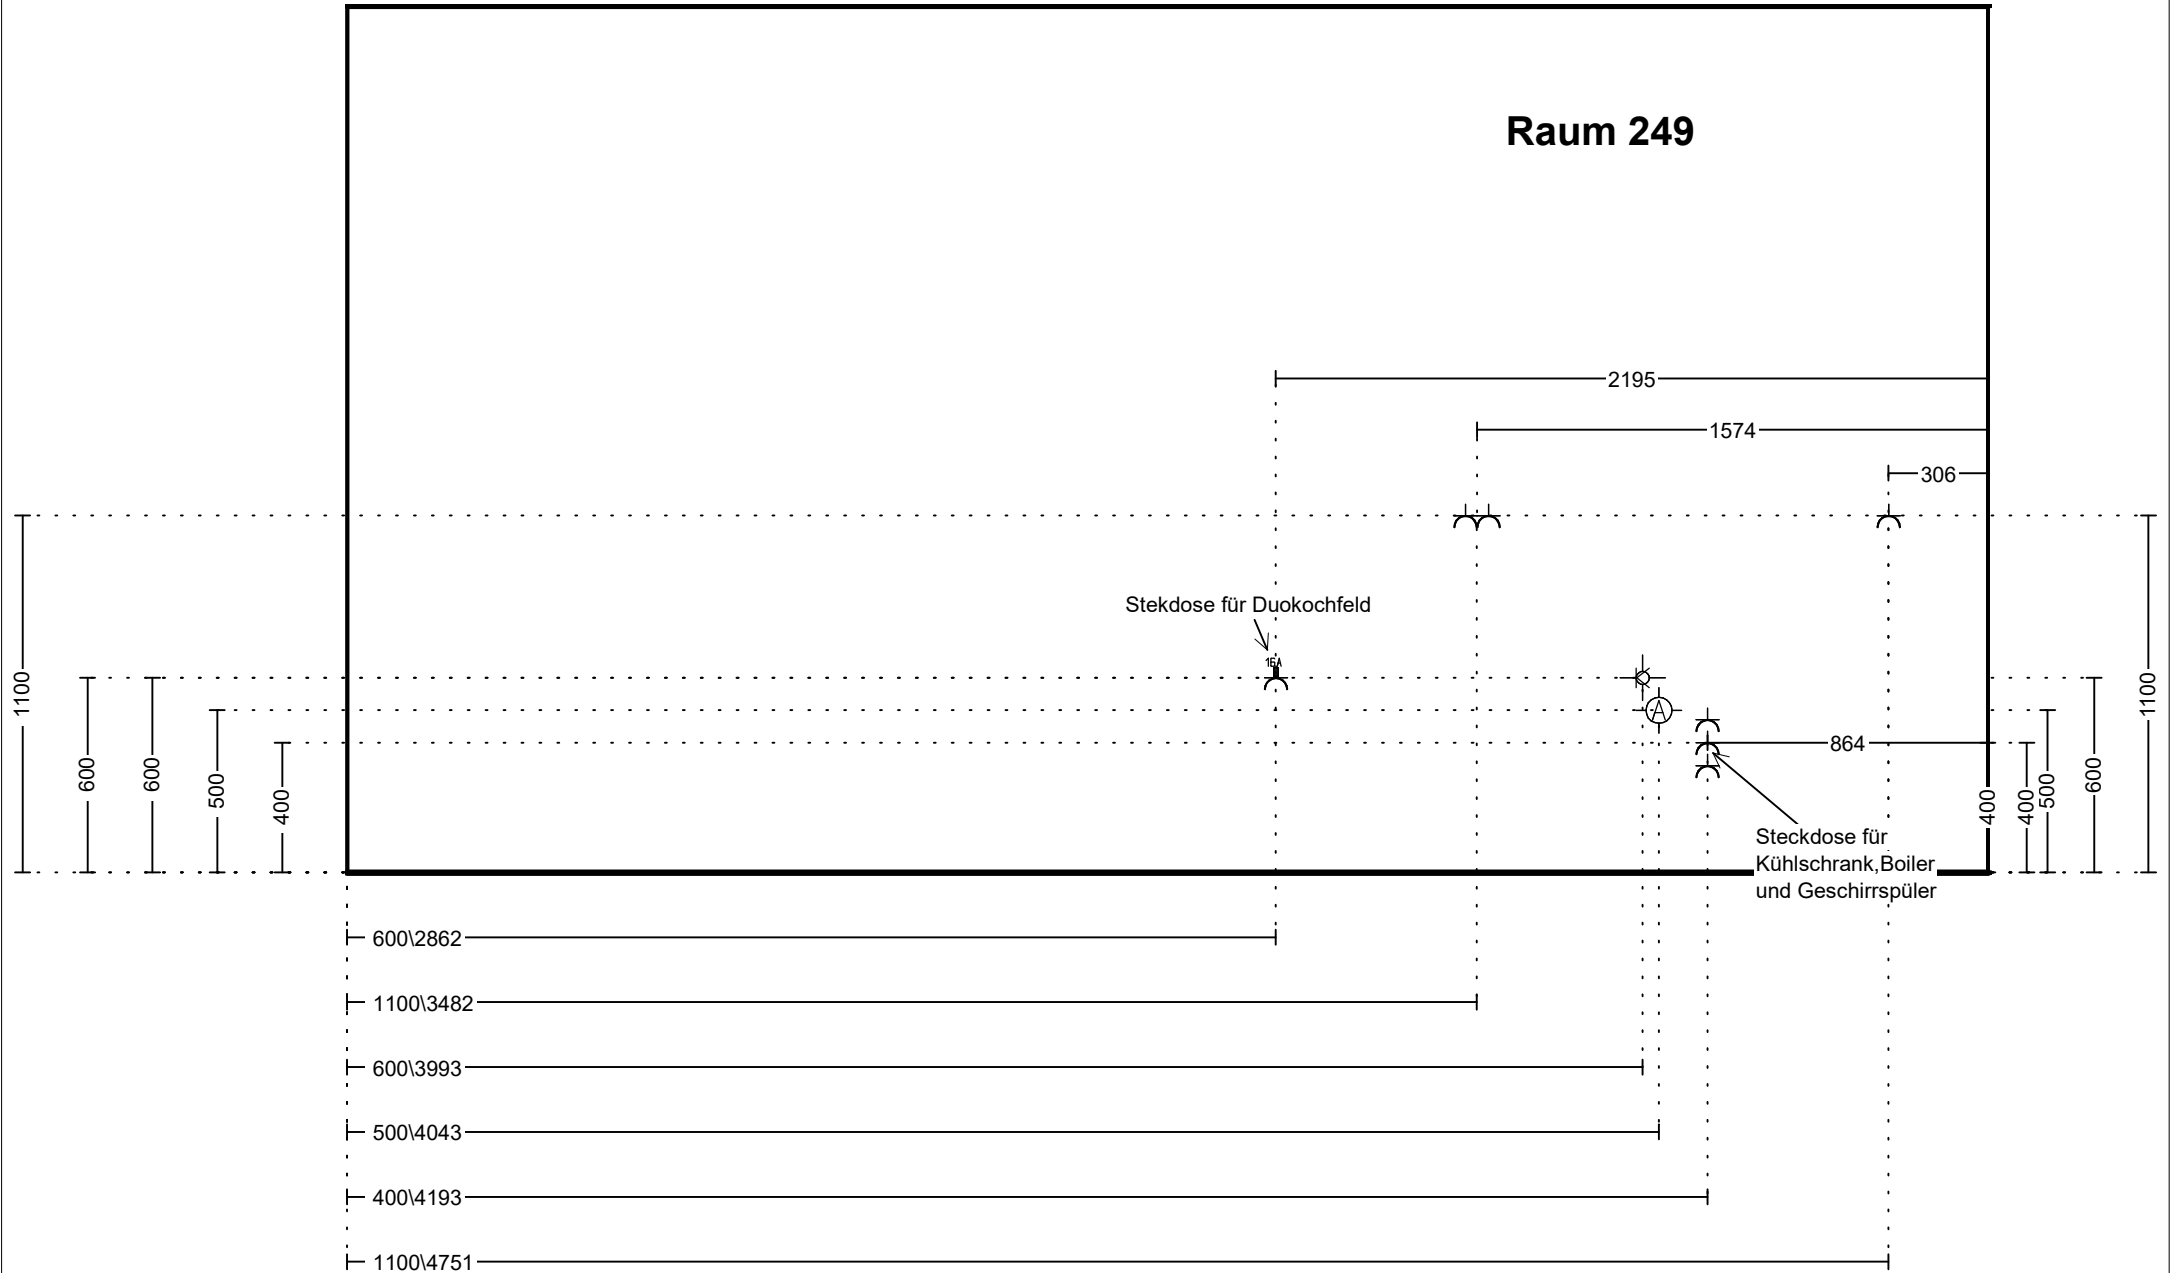 Raum 249
2195
1574
306
Stekdose für Duokochfeld
16A
1100
600
600
500
400
A
864
400
400
500
600
1100
Steckdose für
Kühlschrank,Boiler
und Geschirrspüler
600\2862
1100\3482
600\3993
500\4043
400\4193
1100\4751